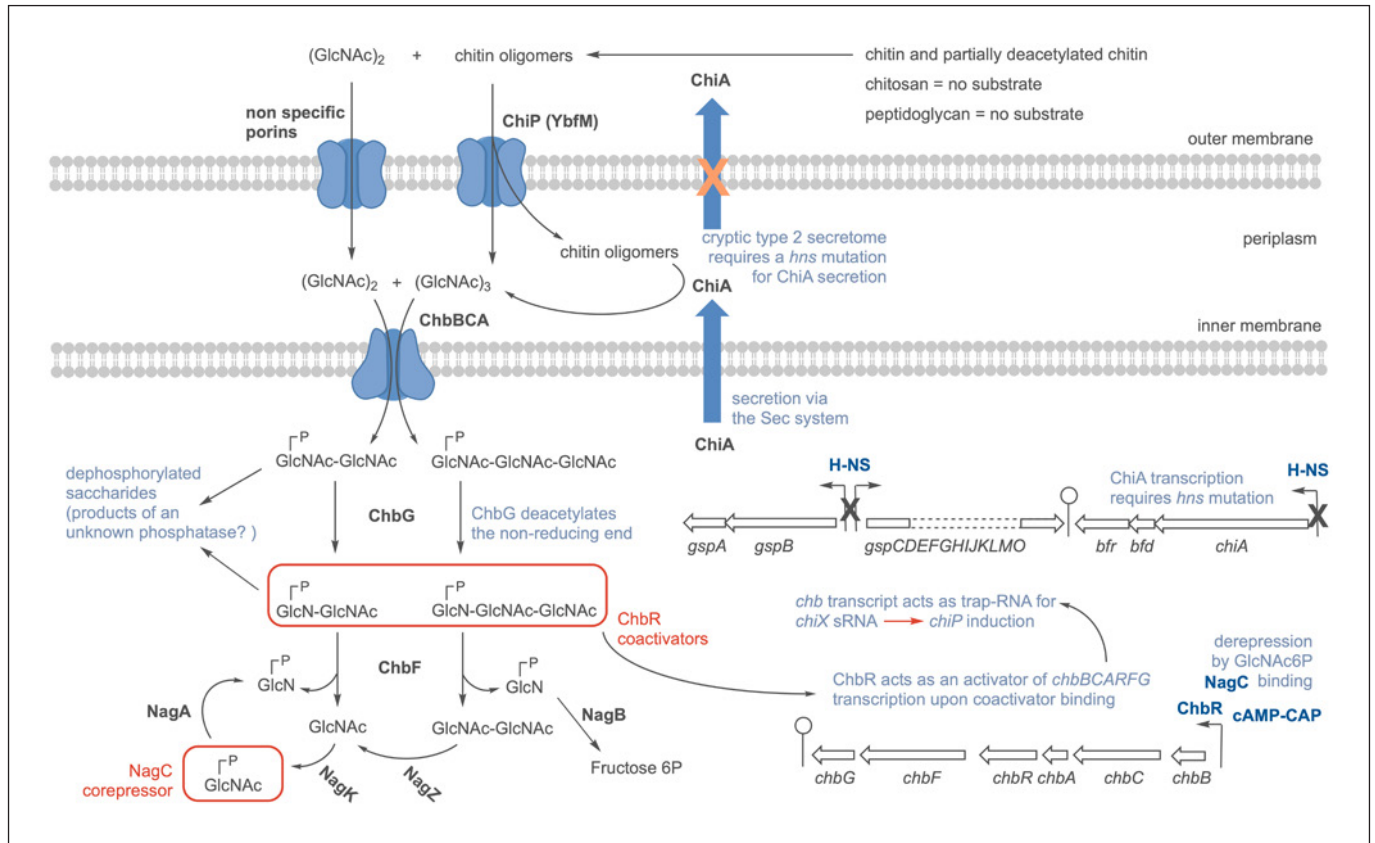 (GlcNAc)2 + chitin oligomers
chitin and partially deacetylated chitin
chitosan = no substrate
peptidoglycan = no substrate
ChiA
non specific
porins
ChiP (YbfM)
outer membrane
X
chitin oligomers
cryptic type 2 secretome
requires a hns mutation
for ChiA secretion
periplasm
(GlcNAc)2 + (GlcNAc)3
ChiA
ChbBCA
inner membrane
secretion via
the Sec system
ChiA
P
GlcNAc-GlcNAc
P
GlcNAc-GlcNAc-GlcNAc
dephosphorylated
saccharides
(products of an
unknown phosphatase? )
ChbG
ChbG deacetylates
the non-reducing end
H-NS
X
gspA
gspB
gspCDEFGHIJKLMO
ChiA transcription
requires hns mutation
H-NS
X
bfr
bfd
chiA
P
GlcN-GlcNAc
P
GlcN-GlcNAc-GlcNAc
ChbR
coactivators
chb transcript acts as trap-RNA for
chiX sRNA → chiP induction
ChbR acts as an activator of chbBCARFG
transcription upon coactivator binding
derepression
by GlcNAc6P
NagC binding
ChbR cAMP-CAP
chbG
chbF
chbR
chbA
chbC
chbB
ChbF
P
GlcN
P
GlcN
NagA
NagB
GlcNAc
GlcNAc-GlcNAc
Fructose 6P
NagC
corepressor
P
GlcNAc
NagK
NagZ